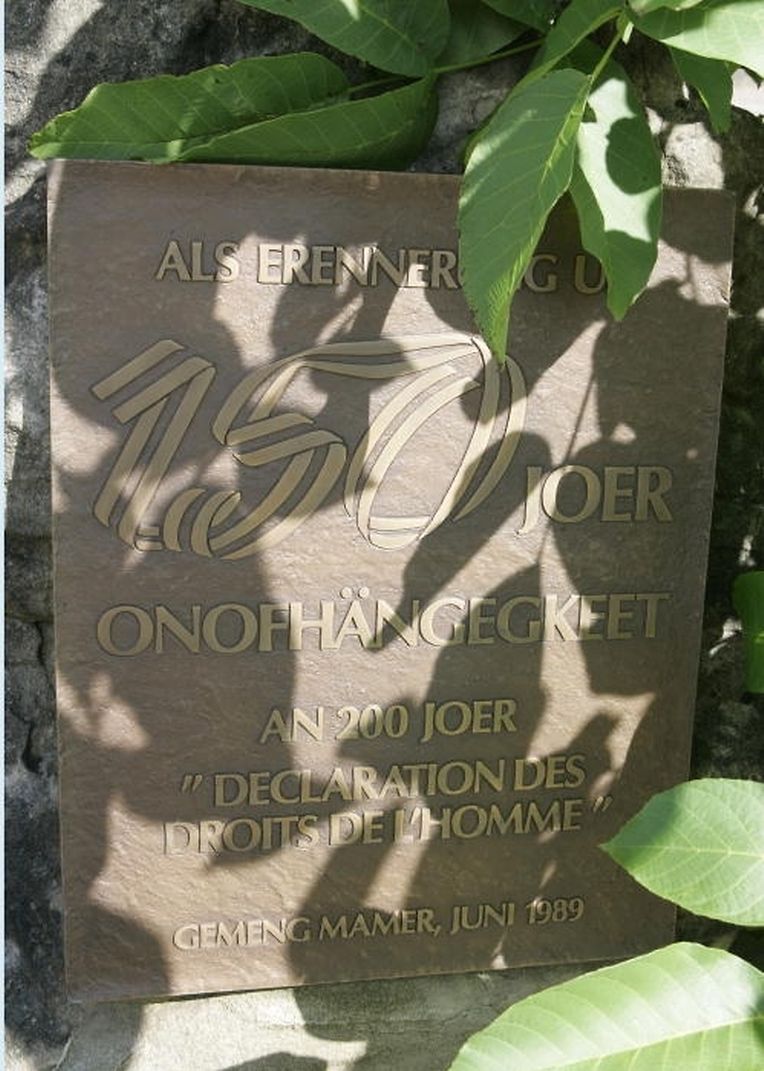 ALS
150 JOER
ONOFHÄNGEGKEET
AN 200 JOER
" DECLARATION DES
DROITS DE L'HOMME "
GEMENG MAMER, JUNI 1989